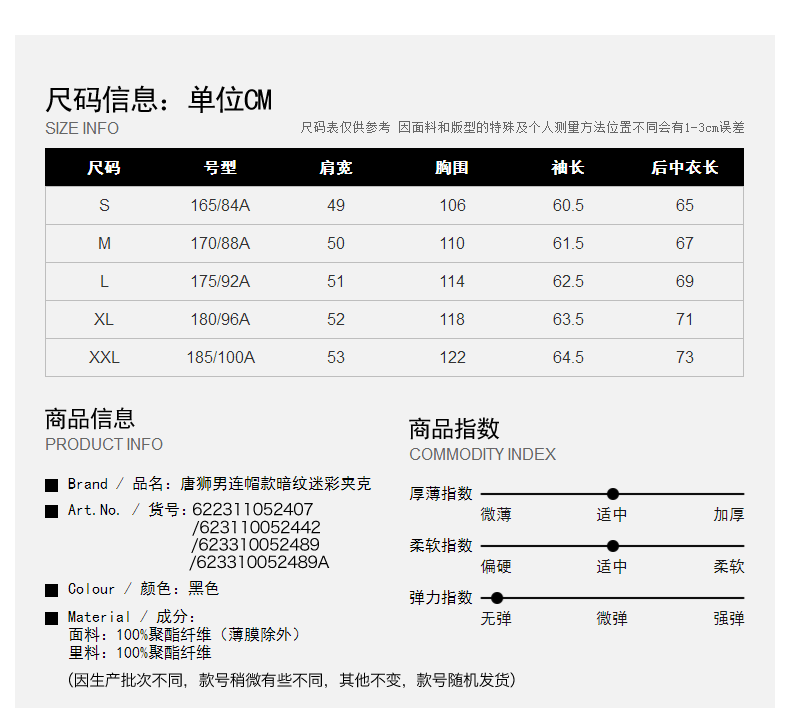 尺码信息：单位CM
SIZE INFO
尺码表仅供参考 因面料和版型的特殊及个人测量方法位置不同会有1-3cm误差
尺码 号型 肩宽 胸围 袖长 后中衣长
S 165/84A 49 106 60.5 65
M 170/88A 50 110 61.5 67
L 175/92A 51 114 62.5 69
XL 180/96A 52 118 63.5 71
XXL 185/100A 53 122 64.5 73
商品信息
PRODUCT INFO
Brand / 品名：唐狮男连帽款暗纹迷彩夹克
Art.No. / 货号：622311052407
/623110052442
/623310052489
/623310052489A
Colour / 颜色：黑色
Material / 成分：
面料：100%聚酯纤维（薄膜除外）
里料：100%聚酯纤维
(因生产批次不同，款号稍微有些不同，其他不变，款号随机发货)
商品指数
COMMODITY INDEX
厚薄指数
微薄 适中 加厚
柔软指数
偏硬 适中 柔软
弹力指数
无弹 微弹 强弹